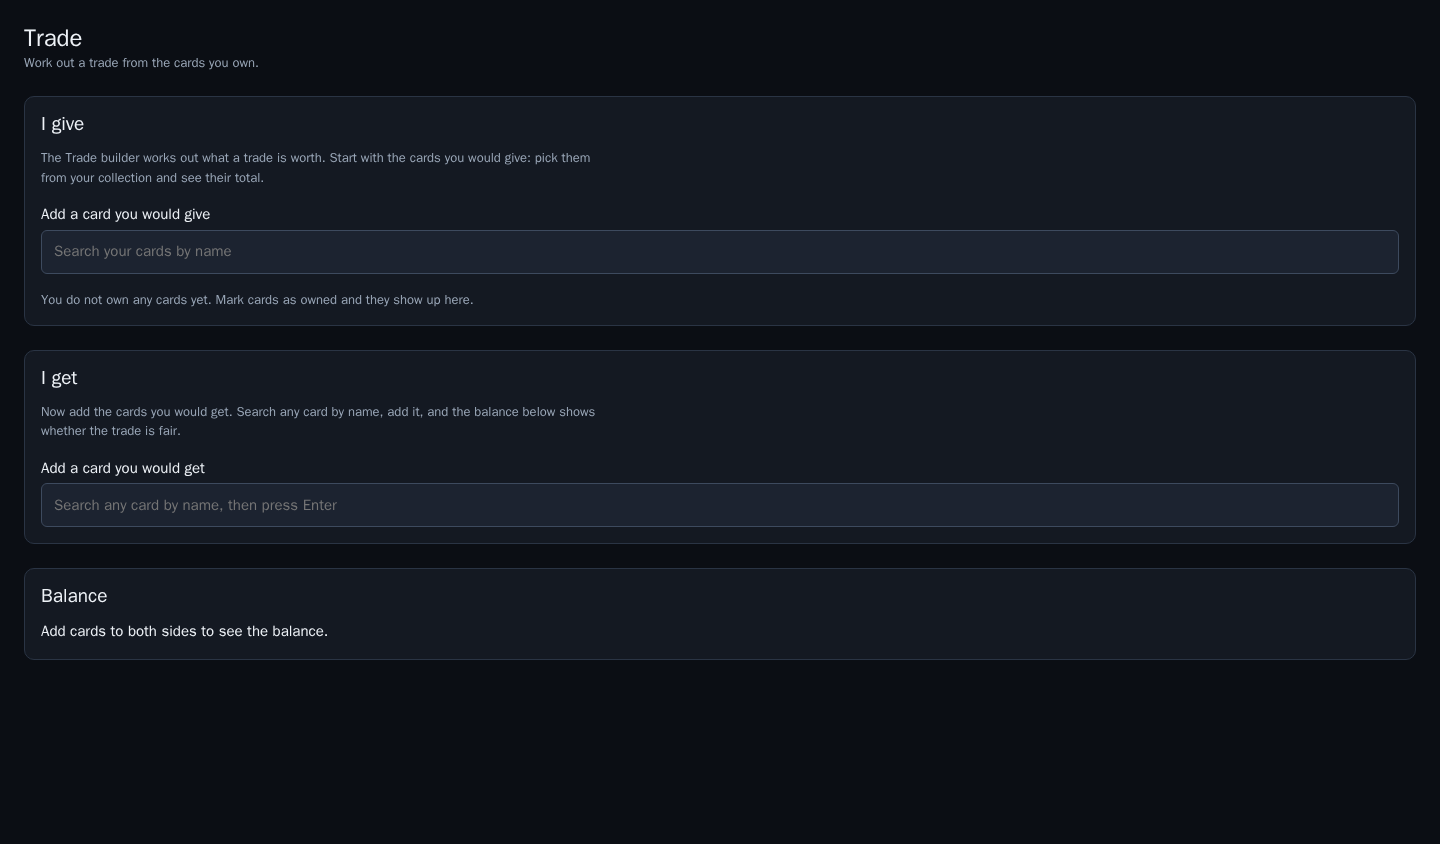 Trade
Work out a trade from the cards you own.
I give
The Trade builder works out what a trade is worth. Start with the cards you would give: pick them
from your collection and see their total.
Add a card you would give
Search your cards by name
You do not own any cards yet. Mark cards as owned and they show up here.
I get
Now add the cards you would get. Search any card by name, add it, and the balance below shows
whether the trade is fair.
Add a card you would get
Search any card by name, then press Enter
Balance
Add cards to both sides to see the balance.